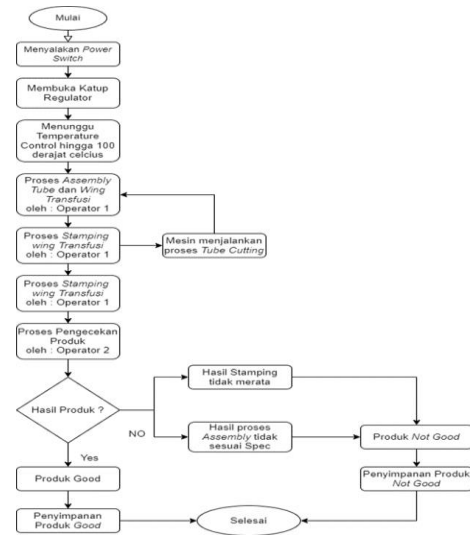 Mulai
Menyalakan Power
Switch
Membuka Katup
Regulator
Menunggu
Temperature
Control hingga 100
derajat celcius
Proses Assembly
Tube dan Wing
Transfusi
oleh : Operator 1
Proses Stamping
wing Transfusi
oleh : Operator 1
Mesin menjalankan
proses Tube Cutting
Proses Stamping
wing Transfusi
oleh : Operator 1
Proses Pengecekan
Produk
oleh : Operator 2
Hasil Produk ?
NO
Hasil Stamping
tidak merata
Hasil proses
Assembly tidak
sesuai Spec
Produk Not Good
Penyimpanan Produk
Not Good
Yes
Produk Good
Penyimpanan
Produk Good
Selesai